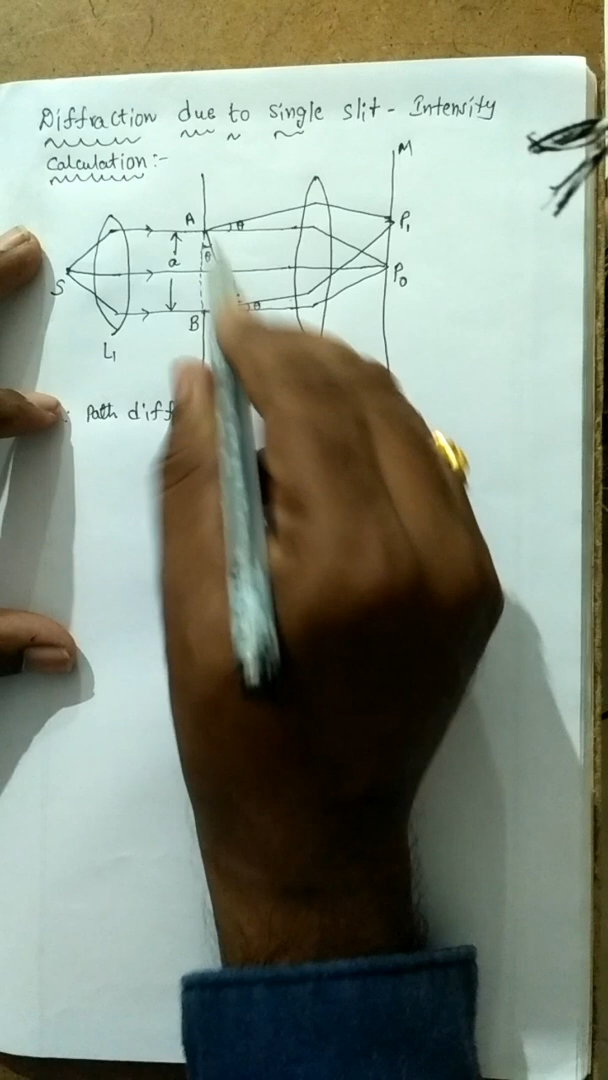 Diffraction due to single slit - Intensity
Calculation :-
M
A
θ
P1
θ
a
S
P0
θ
B
L1
Path diff